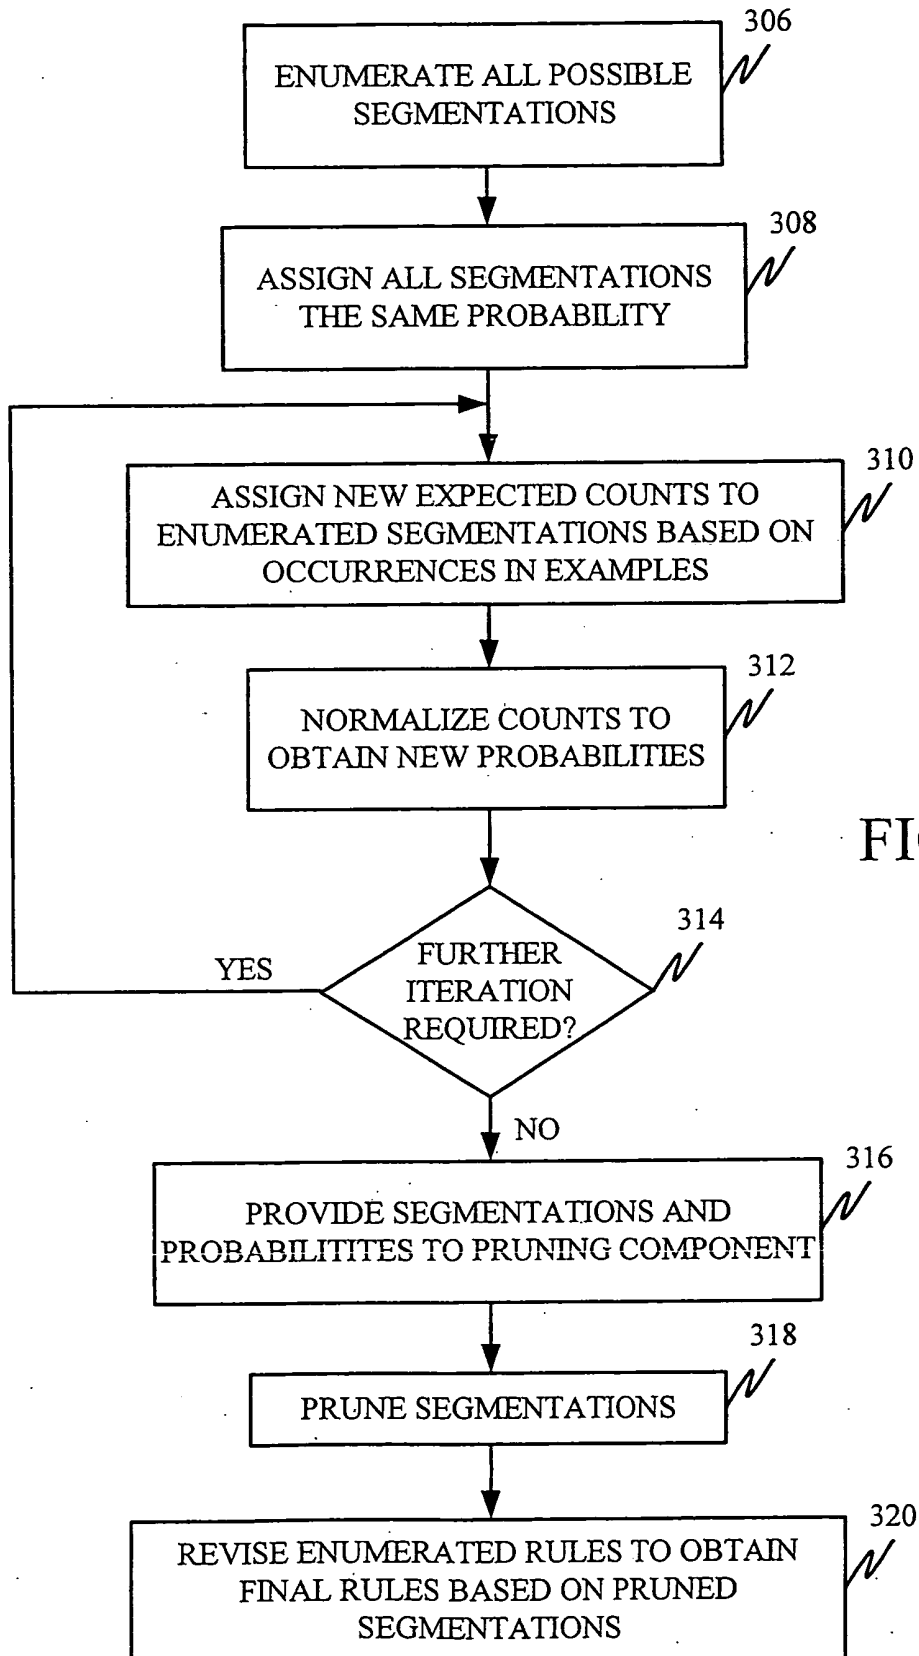 306
ENUMERATE ALL POSSIBLE
SEGMENTATIONS
308
ASSIGN ALL SEGMENTATIONS
THE SAME PROBABILITY
310
ASSIGN NEW EXPECTED COUNTS TO
ENUMERATED SEGMENTATIONS BASED ON
OCCURRENCES IN EXAMPLES
312
NORMALIZE COUNTS TO
OBTAIN NEW PROBABILITIES
314
FURTHER
ITERATION
REQUIRED?
YES
NO
316
PROVIDE SEGMENTATIONS AND
PROBABILITITES TO PRUNING COMPONENT
318
PRUNE SEGMENTATIONS
320
REVISE ENUMERATED RULES TO OBTAIN
FINAL RULES BASED ON PRUNED
SEGMENTATIONS